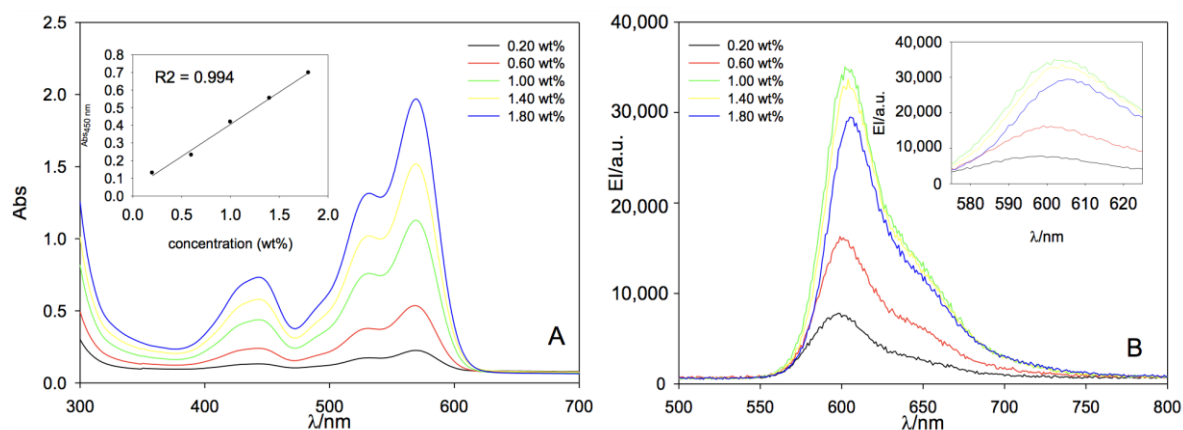 2.5
2.0
1.5
1.0
0.5
0.0
Abs
300
400
500
600
700
λ/nm
0.20 wt%
0.60 wt%
1.00 wt%
1.40 wt%
1.80 wt%
A
0.8
0.7
0.6
0.5
0.4
0.3
0.2
0.1
0.0
Abs450 nm
R2 = 0.994
0.0
0.5
1.0
1.5
2.0
concentration (wt%)
40,000
30,000
20,000
10,000
0
EI/a.u.
500
550
600
650
700
750
800
λ/nm
0.20 wt%
0.60 wt%
1.00 wt%
1.40 wt%
1.80 wt%
B
40,000
30,000
20,000
10,000
0
EI/a.u.
580
590
600
610
620
λ/nm